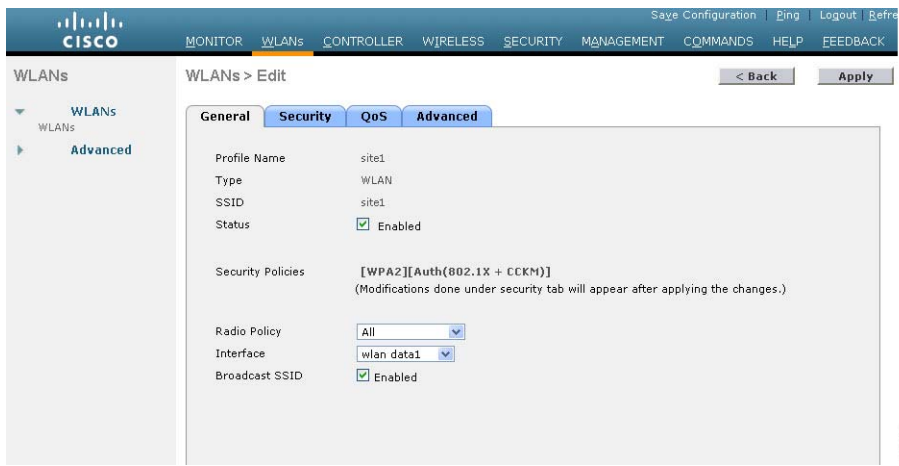 Save Configuration | Ping | Logout | Refre
CISCO
MONITOR WLANs CONTROLLER WIRELESS SECURITY MANAGEMENT COMMANDS HELP FEEDBACK
WLANs
WLANs > Edit
< Back
Apply
WLANs
WLANs
Advanced
General Security QoS Advanced
Profile Name site1
Type WLAN
SSID site1
Status Enabled
Security Policies [WPA2][Auth(802.1X + CCKM)]
(Modifications done under security tab will appear after applying the changes.)
Radio Policy All
Interface wlan data1
Broadcast SSID Enabled